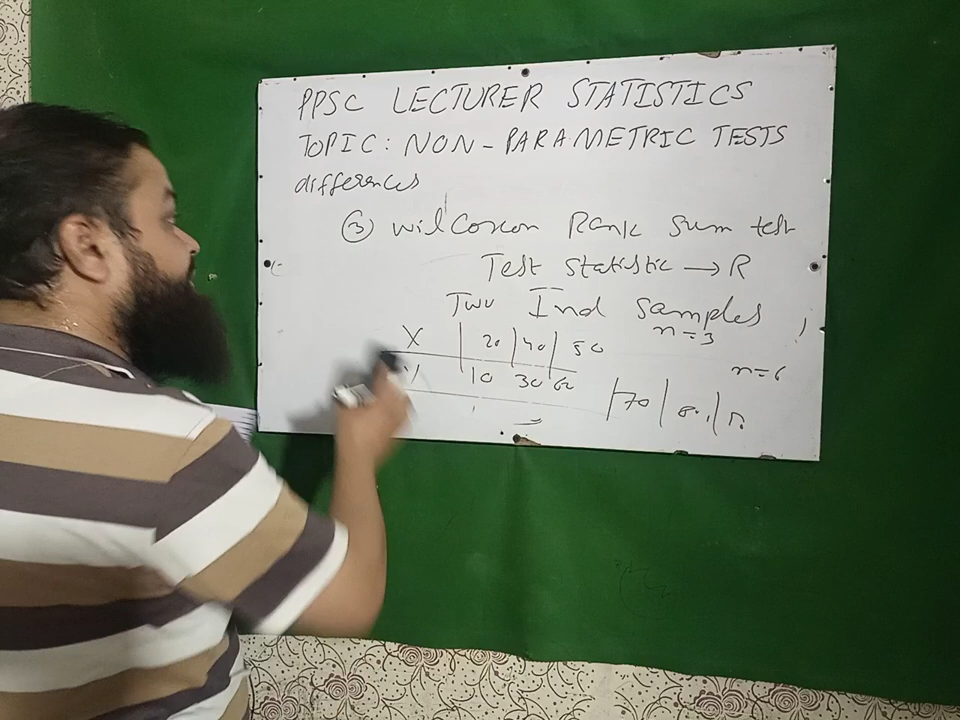 PPSC LECTURER STATISTICS
TOPIC: NON-PARAMETRIC TESTS
differences
③ Wilcoxon Rank sum test
Test statistic → R
Two Ind samples
n=3
X | 20 | 40 | 50
n=6
Y 10 30 60
70